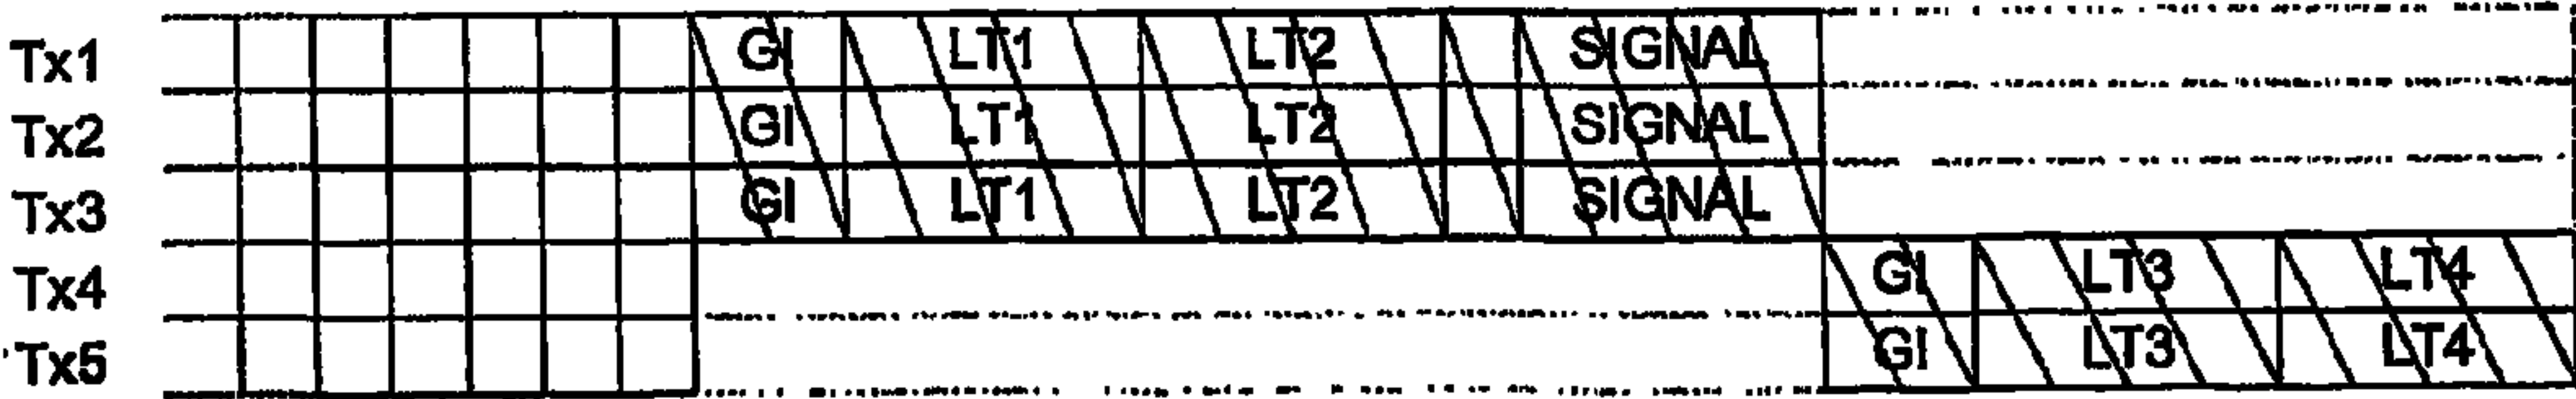 Tx1 GI LT1 LT2 SIGNAL
Tx2 GI LT1 LT2 SIGNAL
Tx3 GI LT1 LT2 SIGNAL
Tx4 GI LT3 LT4
Tx5 GI LT3 LT4